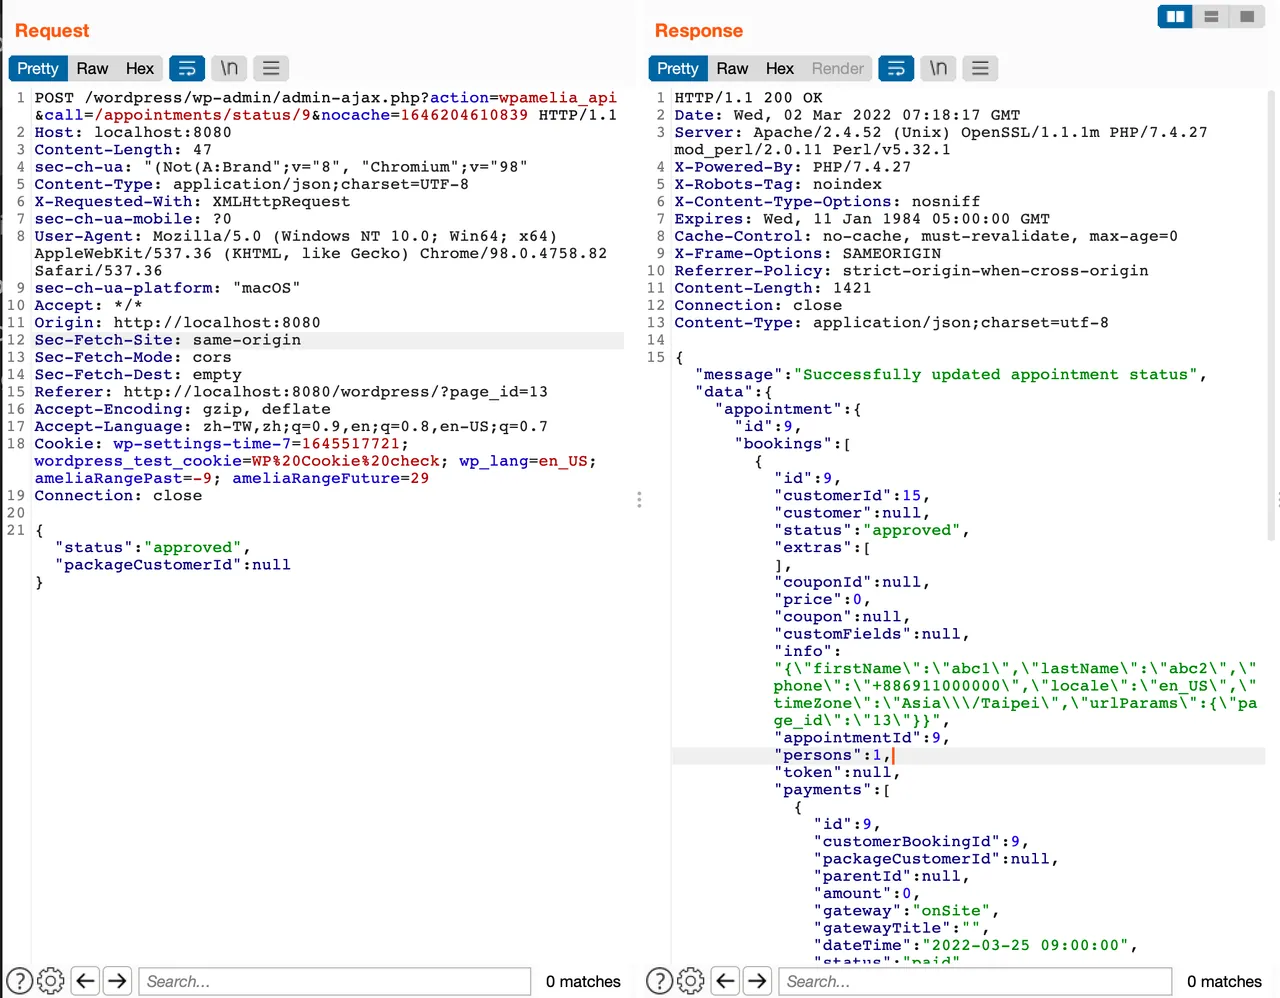 Request
Pretty Raw Hex \n
1 POST /wordpress/wp-admin/admin-ajax.php?action=wpamelia_api
&call=/appointments/status/9&nocache=1646204610839 HTTP/1.1
2 Host: localhost:8080
3 Content-Length: 47
4 sec-ch-ua: "(Not(A:Brand";v="8", "Chromium";v="98"
5 Content-Type: application/json;charset=UTF-8
6 X-Requested-With: XMLHttpRequest
7 sec-ch-ua-mobile: ?0
8 User-Agent: Mozilla/5.0 (Windows NT 10.0; Win64; x64)
AppleWebKit/537.36 (KHTML, like Gecko) Chrome/98.0.4758.82
Safari/537.36
9 sec-ch-ua-platform: "macOS"
10 Accept: */*
11 Origin: http://localhost:8080
12 Sec-Fetch-Site: same-origin
13 Sec-Fetch-Mode: cors
14 Sec-Fetch-Dest: empty
15 Referer: http://localhost:8080/wordpress/?page_id=13
16 Accept-Encoding: gzip, deflate
17 Accept-Language: zh-TW,zh;q=0.9,en;q=0.8,en-US;q=0.7
18 Cookie: wp-settings-time-7=1645517721;
wordpress_test_cookie=WP%20Cookie%20check; wp_lang=en_US;
ameliaRangePast=-9; ameliaRangeFuture=29
19 Connection: close
20
21 {
"status":"approved",
"packageCustomerId":null
}
Search...
0 matches
Response
Pretty Raw Hex Render \n
1 HTTP/1.1 200 OK
2 Date: Wed, 02 Mar 2022 07:18:17 GMT
3 Server: Apache/2.4.52 (Unix) OpenSSL/1.1.1m PHP/7.4.27
mod_perl/2.0.11 Perl/v5.32.1
4 X-Powered-By: PHP/7.4.27
5 X-Robots-Tag: noindex
6 X-Content-Type-Options: nosniff
7 Expires: Wed, 11 Jan 1984 05:00:00 GMT
8 Cache-Control: no-cache, must-revalidate, max-age=0
9 X-Frame-Options: SAMEORIGIN
10 Referrer-Policy: strict-origin-when-cross-origin
11 Content-Length: 1421
12 Connection: close
13 Content-Type: application/json;charset=utf-8
14
15 {
"message":"Successfully updated appointment status",
"data":{
"appointment":{
"id":9,
"bookings":[
{
"id":9,
"customerId":15,
"customer":null,
"status":"approved",
"extras":[
],
"couponId":null,
"price":0,
"coupon":null,
"customFields":null,
"info":
"{\"firstName\":\"abc1\",\"lastName\":\"abc2\",\"
phone\":\"+886911000000\",\"locale\":\"en_US\",\"
timeZone\":\"Asia\\\/Taipei\",\"urlParams\":{\"pa
ge_id\":\"13\"}}",
"appointmentId":9,
"persons":1,
"token":null,
"payments":[
{
"id":9,
"customerBookingId":9,
"packageCustomerId":null,
"parentId":null,
"amount":0,
"gateway":"onSite",
"gatewayTitle":"",
"dateTime":"2022-03-25 09:00:00",
"status":"paid"
Search...
0 matches